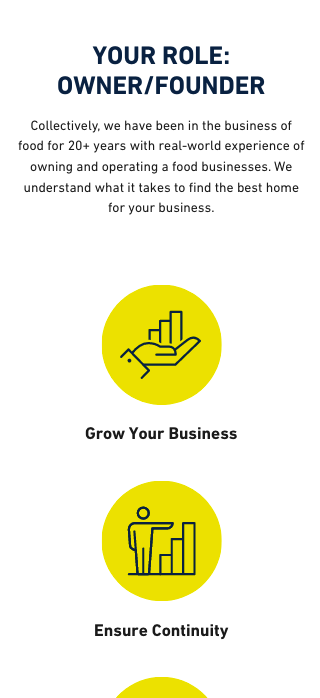 YOUR ROLE:
OWNER/FOUNDER
Collectively, we have been in the business of
food for 20+ years with real-world experience of
owning and operating a food businesses. We
understand what it takes to find the best home
for your business.
Grow Your Business
Ensure Continuity